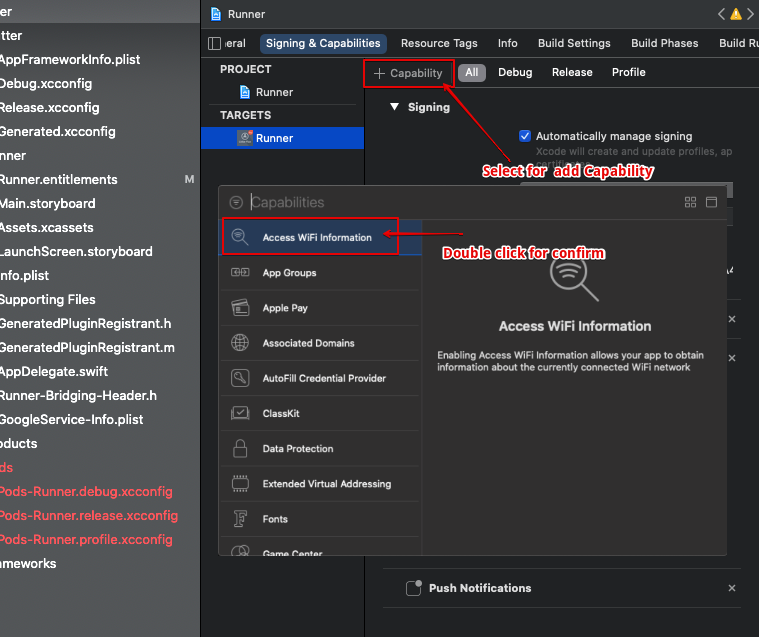 er
Runner
tter
eral
Signing & Capabilities
Resource Tags
Info
Build Settings
Build Phases
Build Ru
AppFrameworkInfo.plist
Debug.xcconfig
Release.xcconfig
Generated.xcconfig
nner
Runner.entitlements
M
Main.storyboard
Assets.xcassets
LaunchScreen.storyboard
nfo.plist
Supporting Files
GeneratedPluginRegistrant.h
GeneratedPluginRegistrant.m
AppDelegate.swift
Runner-Bridging-Header.h
GoogleService-Info.plist
oducts
ds
Pods-Runner.debug.xcconfig
Pods-Runner.release.xcconfig
Pods-Runner.profile.xcconfig
ameworks
PROJECT
Runner
TARGETS
Runner
+ Capability
All
Debug
Release
Profile
Signing
Automatically manage signing
Xcode will create and update profiles, ap
certificates.
Select for add Capability
Capabilities
Access WiFi Information
App Groups
Apple Pay
Associated Domains
AutoFill Credential Provider
ClassKit
Data Protection
Extended Virtual Addressing
Fonts
Game Center
Double click for confirm
Access WiFi Information
Enabling Access WiFi Information allows your app to obtain
information about the currently connected WiFi network
Push Notifications